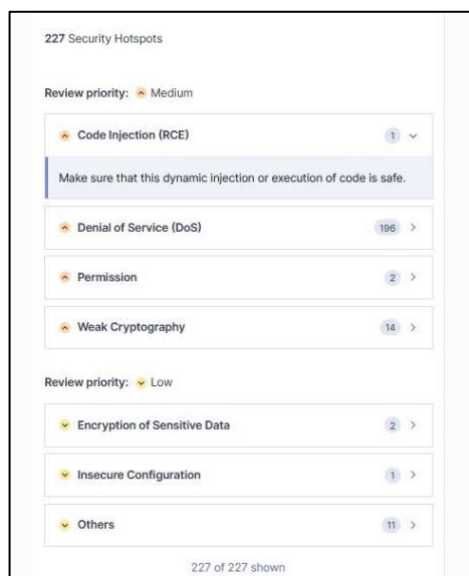 227 Security Hotspots
Review priority: Medium
Code Injection (RCE) 1
Make sure that this dynamic injection or execution of code is safe.
Denial of Service (DoS) 196
Permission 2
Weak Cryptography 14
Review priority: Low
Encryption of Sensitive Data 2
Insecure Configuration 1
Others 11
227 of 227 shown